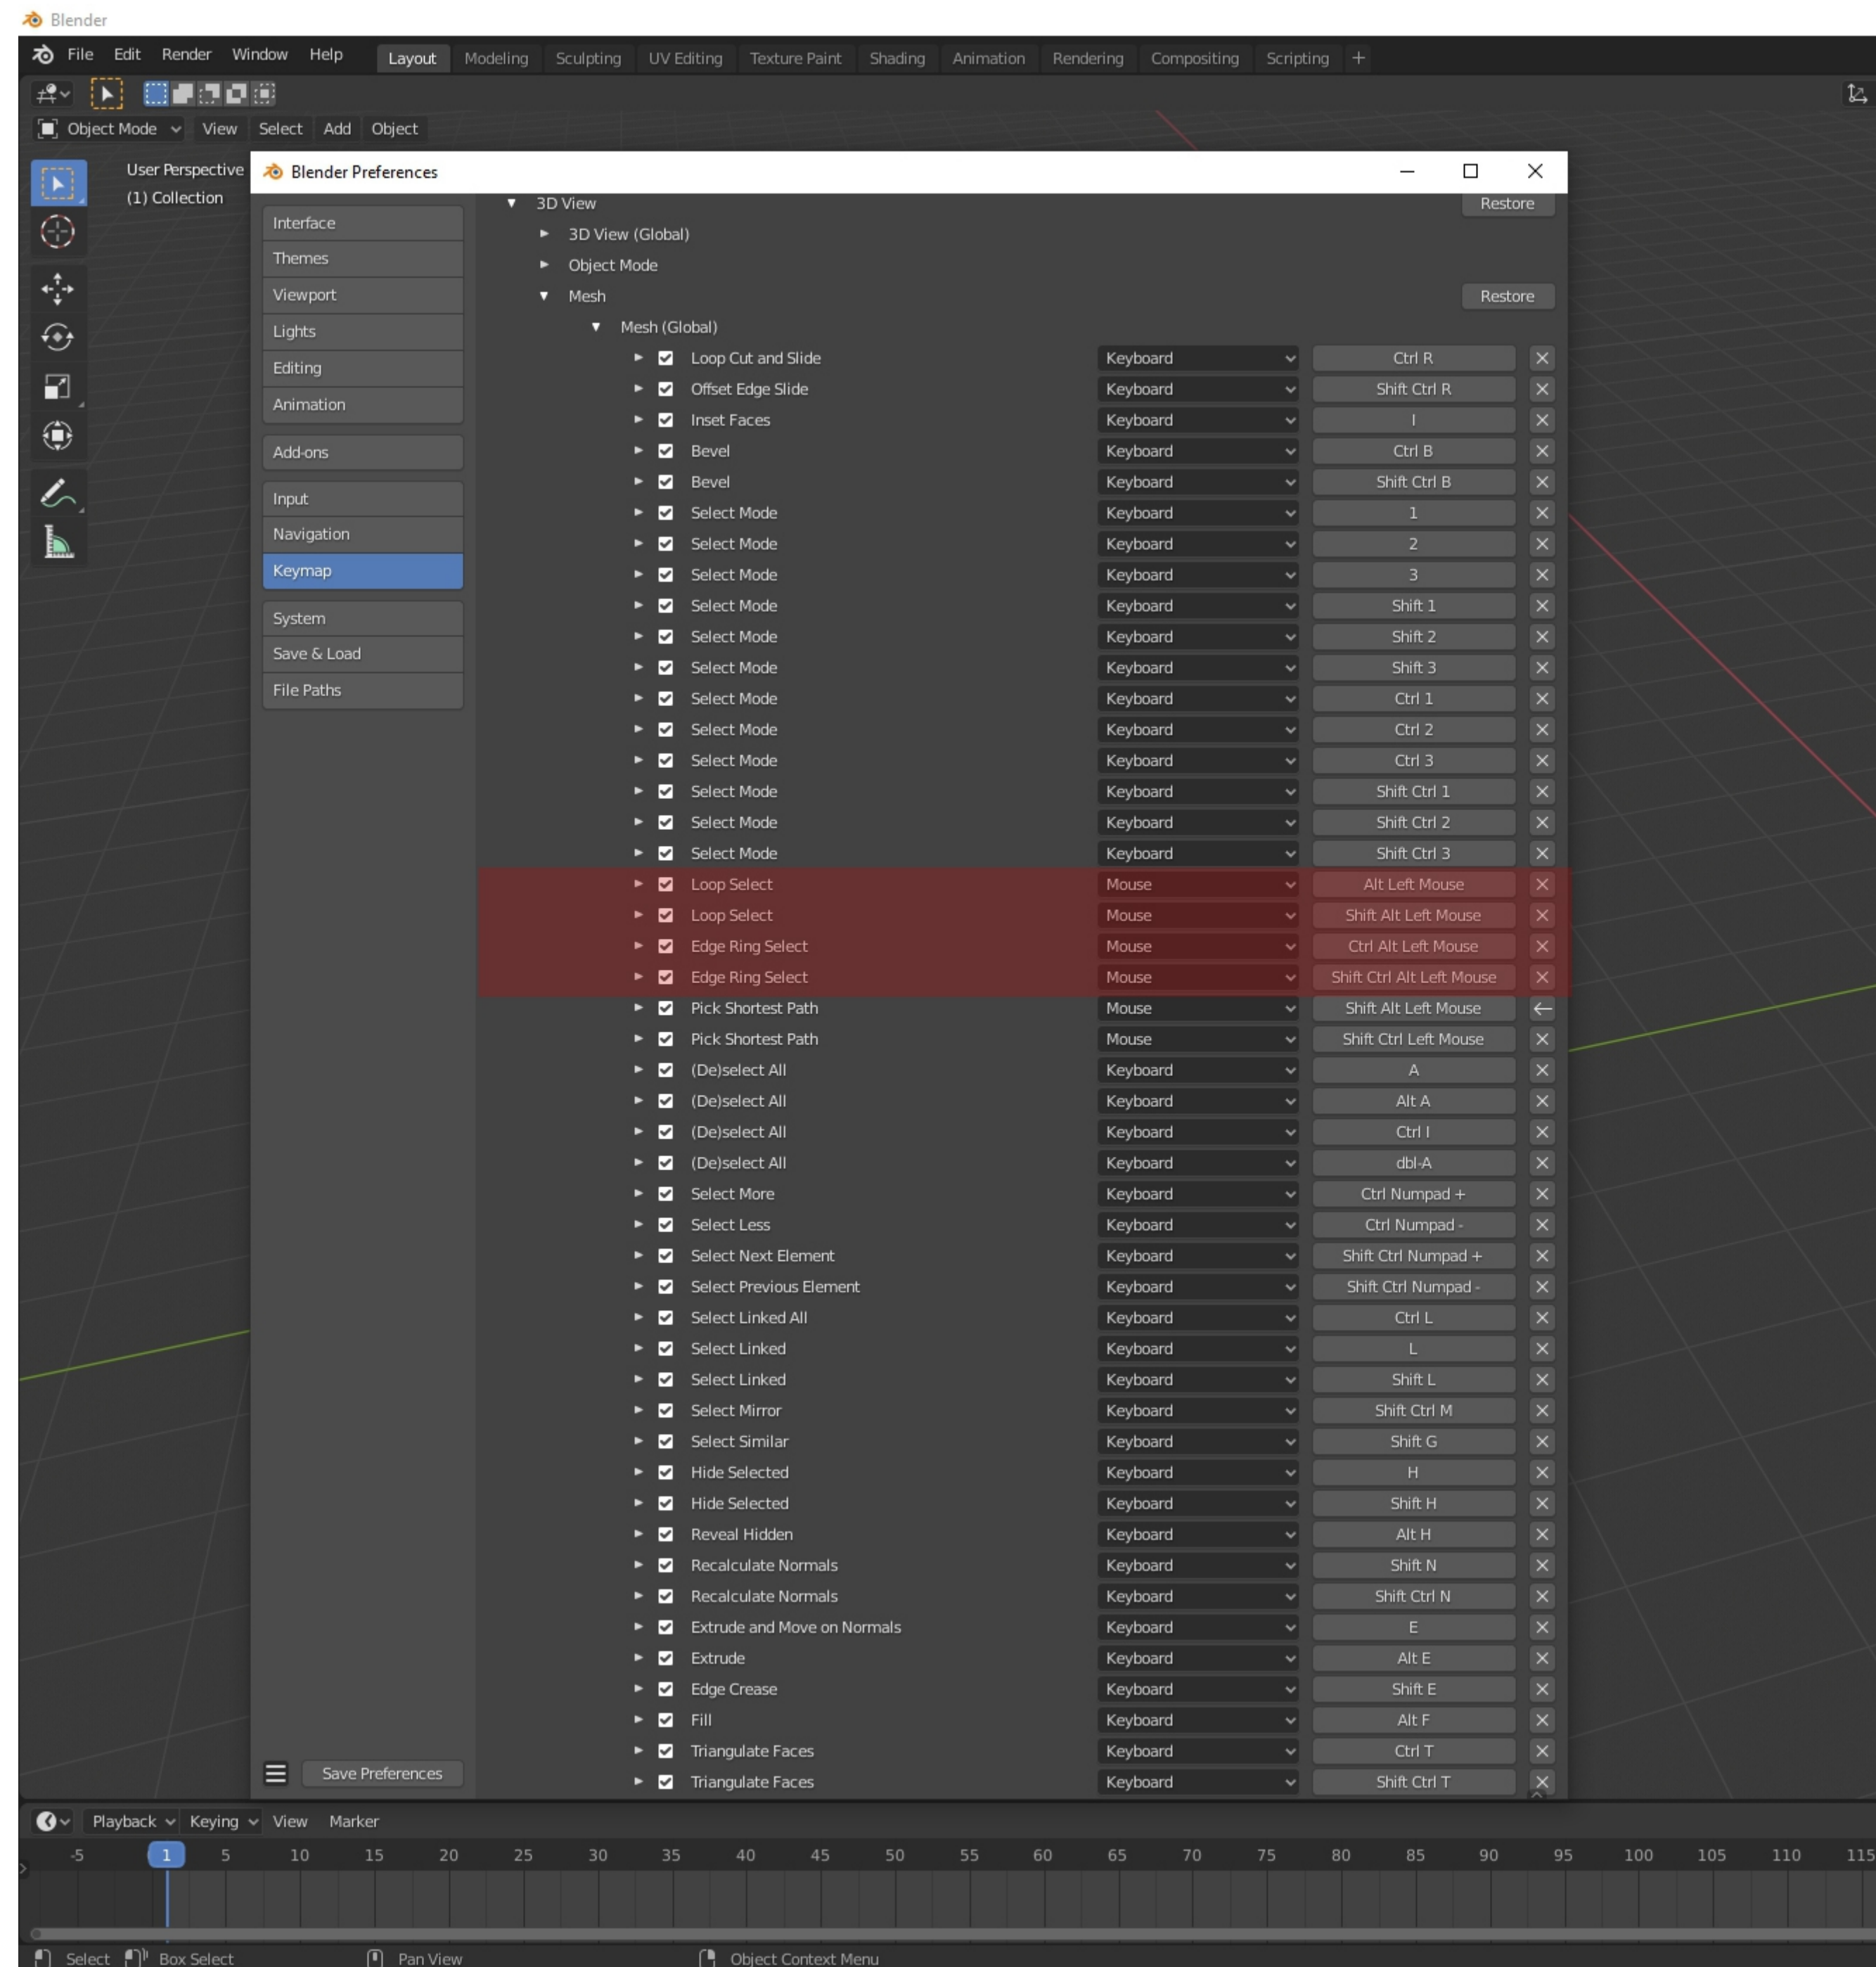 Blender
File Edit Render Window Help Layout Modeling Sculpting UV Editing Texture Paint Shading Animation Rendering Compositing Scripting +
Object Mode View Select Add Object
User Perspective
(1) Collection
Blender Preferences
Interface
Themes
Viewport
Lights
Editing
Animation
Add-ons
Input
Navigation
Keymap
System
Save & Load
File Paths
Save Preferences
3D View Restore
3D View (Global)
Object Mode
Mesh Restore
Mesh (Global)
Loop Cut and Slide Keyboard Ctrl R
Offset Edge Slide Keyboard Shift Ctrl R
Inset Faces Keyboard I
Bevel Keyboard Ctrl B
Bevel Keyboard Shift Ctrl B
Select Mode Keyboard 1
Select Mode Keyboard 2
Select Mode Keyboard 3
Select Mode Keyboard Shift 1
Select Mode Keyboard Shift 2
Select Mode Keyboard Shift 3
Select Mode Keyboard Ctrl 1
Select Mode Keyboard Ctrl 2
Select Mode Keyboard Ctrl 3
Select Mode Keyboard Shift Ctrl 1
Select Mode Keyboard Shift Ctrl 2
Select Mode Keyboard Shift Ctrl 3
Loop Select Mouse Alt Left Mouse
Loop Select Mouse Shift Alt Left Mouse
Edge Ring Select Mouse Ctrl Alt Left Mouse
Edge Ring Select Mouse Shift Ctrl Alt Left Mouse
Pick Shortest Path Mouse Shift Alt Left Mouse
Pick Shortest Path Mouse Shift Ctrl Left Mouse
(De)select All Keyboard A
(De)select All Keyboard Alt A
(De)select All Keyboard Ctrl I
(De)select All Keyboard dbl-A
Select More Keyboard Ctrl Numpad +
Select Less Keyboard Ctrl Numpad -
Select Next Element Keyboard Shift Ctrl Numpad +
Select Previous Element Keyboard Shift Ctrl Numpad -
Select Linked All Keyboard Ctrl L
Select Linked Keyboard L
Select Linked Keyboard Shift L
Select Mirror Keyboard Shift Ctrl M
Select Similar Keyboard Shift G
Hide Selected Keyboard H
Hide Selected Keyboard Shift H
Reveal Hidden Keyboard Alt H
Recalculate Normals Keyboard Shift N
Recalculate Normals Keyboard Shift Ctrl N
Extrude and Move on Normals Keyboard E
Extrude Keyboard Alt E
Edge Crease Keyboard Shift E
Fill Keyboard Alt F
Triangulate Faces Keyboard Ctrl T
Triangulate Faces Keyboard Shift Ctrl T
Playback Keying View Marker
-5 1 5 10 15 20 25 30 35 40 45 50 55 60 65 70 75 80 85 90 95 100 105 110 115
Select Box Select Pan View Object Context Menu